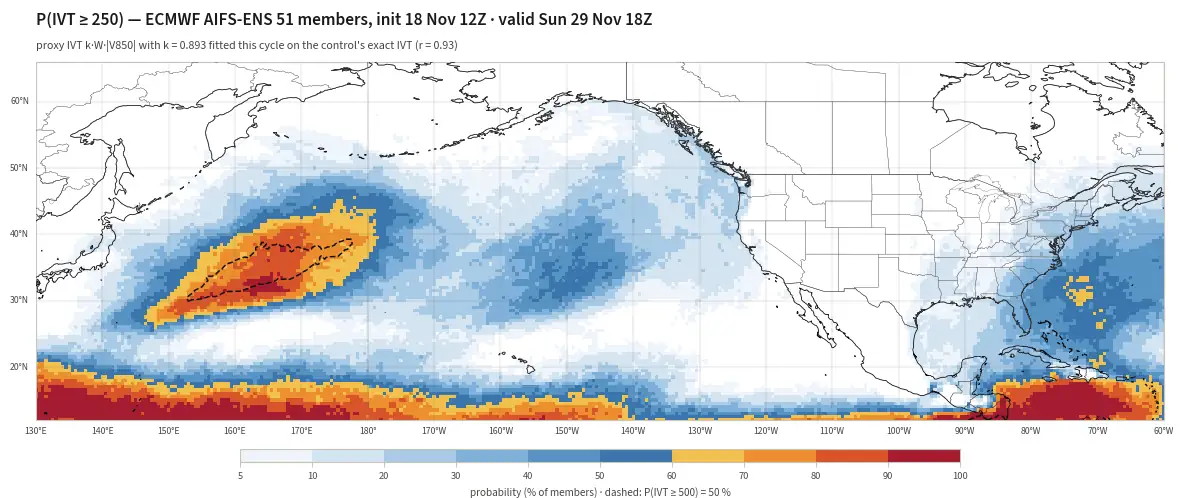 P(IVT ≥ 250) — ECMWF AIFS-ENS 51 members, init 18 Nov 12Z · valid Sun 29 Nov 18Z
proxy IVT k·W·|V850| with k = 0.893 fitted this cycle on the control's exact IVT (r = 0.93)
60°N
50°N
40°N
30°N
20°N
130°E 140°E 150°E 160°E 170°E 180° 170°W 160°W 150°W 140°W 130°W 120°W 110°W 100°W 90°W 80°W 70°W 60°W
5 10 20 30 40 50 60 70 80 90 100
probability (% of members) · dashed: P(IVT ≥ 500) = 50 %